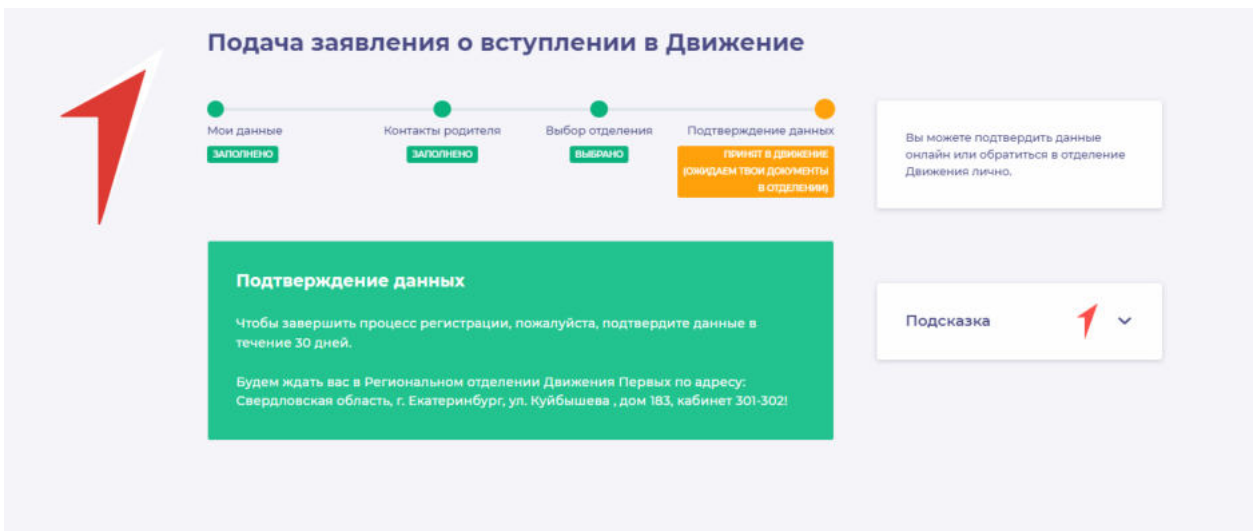 Подача заявления о вступлении в Движение
Мои данные
ЗАПОЛНЕНО
Контакты родителя
ЗАПОЛНЕНО
Выбор отделения
ВЫБРАНО
Подтверждение данных
ПРИНЯТ В ДВИЖЕНИЕ
(ОЖИДАЕМ ТВОИ ДОКУМЕНТЫ
В ОТДЕЛЕНИИ)
Вы можете подтвердить данные
онлайн или обратиться в отделение
Движения лично.
Подтверждение данных
Чтобы завершить процесс регистрации, пожалуйста, подтвердите данные в
течение 30 дней.
Будем ждать вас в Региональном отделении Движения Первых по адресу:
Свердловская область, г. Екатеринбург, ул. Куйбышева , дом 183, кабинет 301-302!
Подсказка